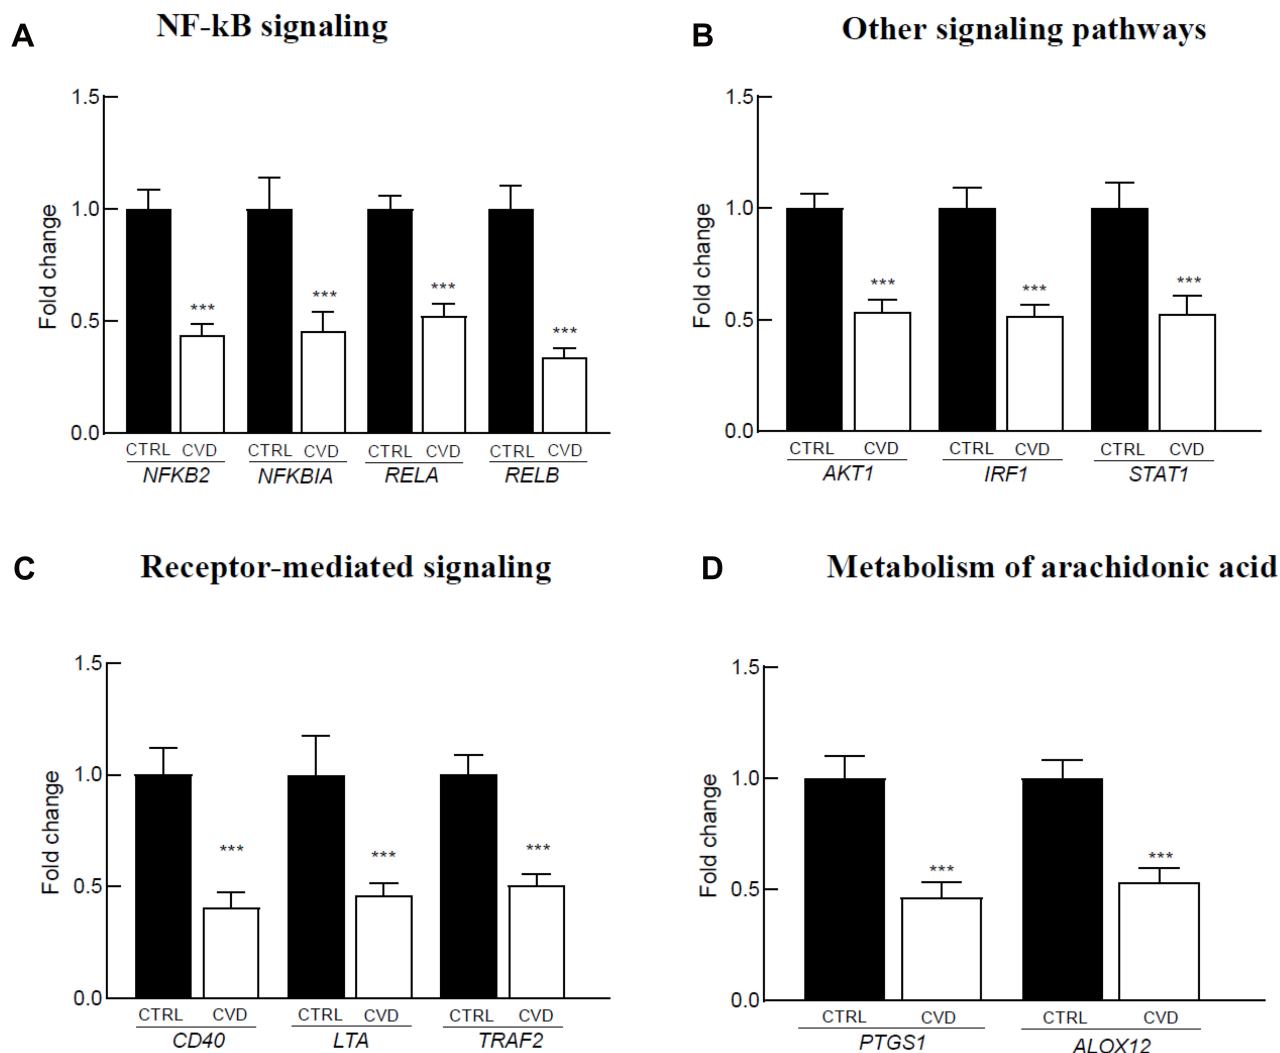 A NF-kB signaling
1.5
1.0
0.5
0.0
Fold change
*** *** *** ***
CTRL CVD CTRL CVD CTRL CVD CTRL CVD
NFKB2 NFKBIA RELA RELB
B Other signaling pathways
1.5
1.0
0.5
0.0
Fold change
*** *** ***
CTRL CVD CTRL CVD CTRL CVD
AKT1 IRF1 STAT1
C Receptor-mediated signaling
1.5
1.0
0.5
0.0
Fold change
*** *** ***
CTRL CVD CTRL CVD CTRL CVD
CD40 LTA TRAF2
D Metabolism of arachidonic acid
1.5
1.0
0.5
0.0
Fold change
*** ***
CTRL CVD CTRL CVD
PTGS1 ALOX12